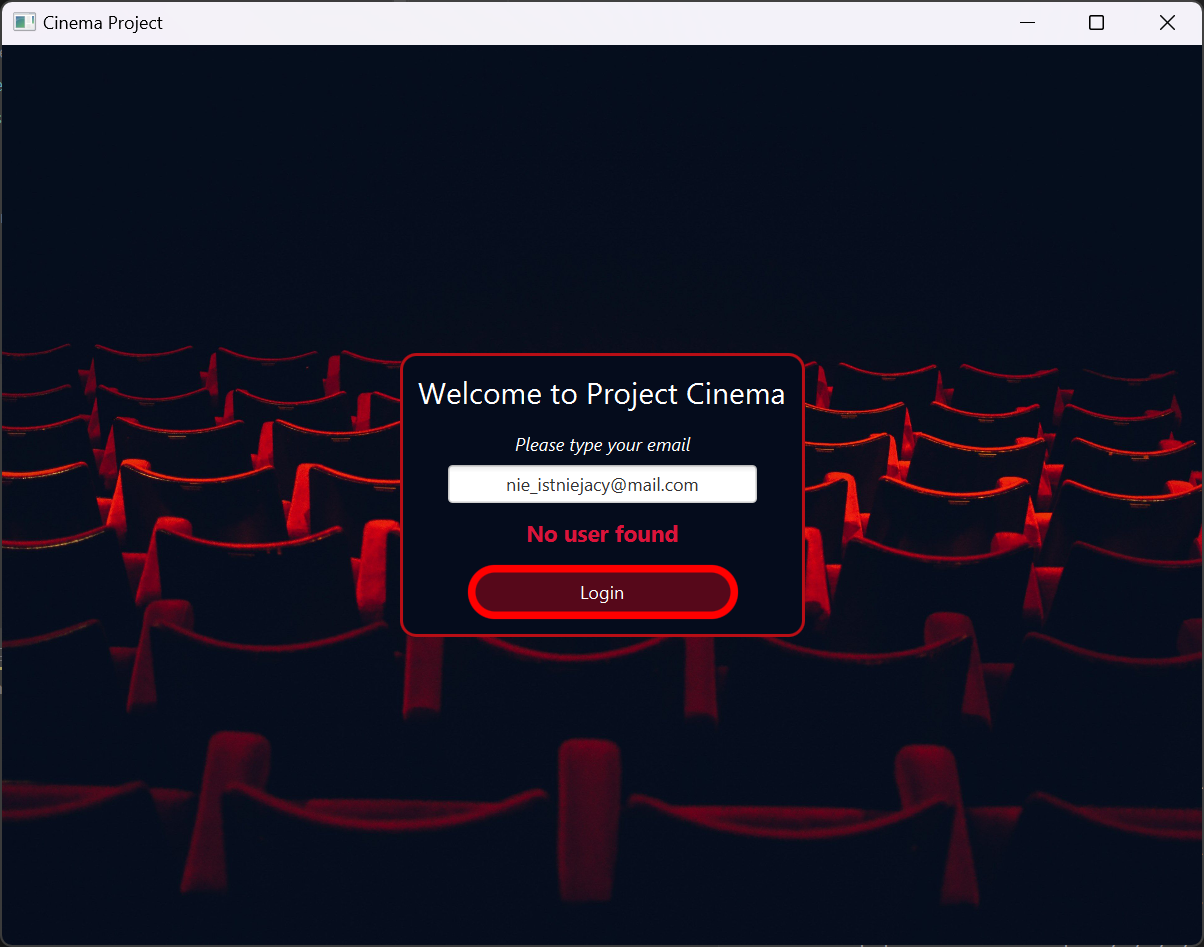 Cinema Project
Welcome to Project Cinema
Please type your email
nie_istniejacy@mail.com
No user found
Login